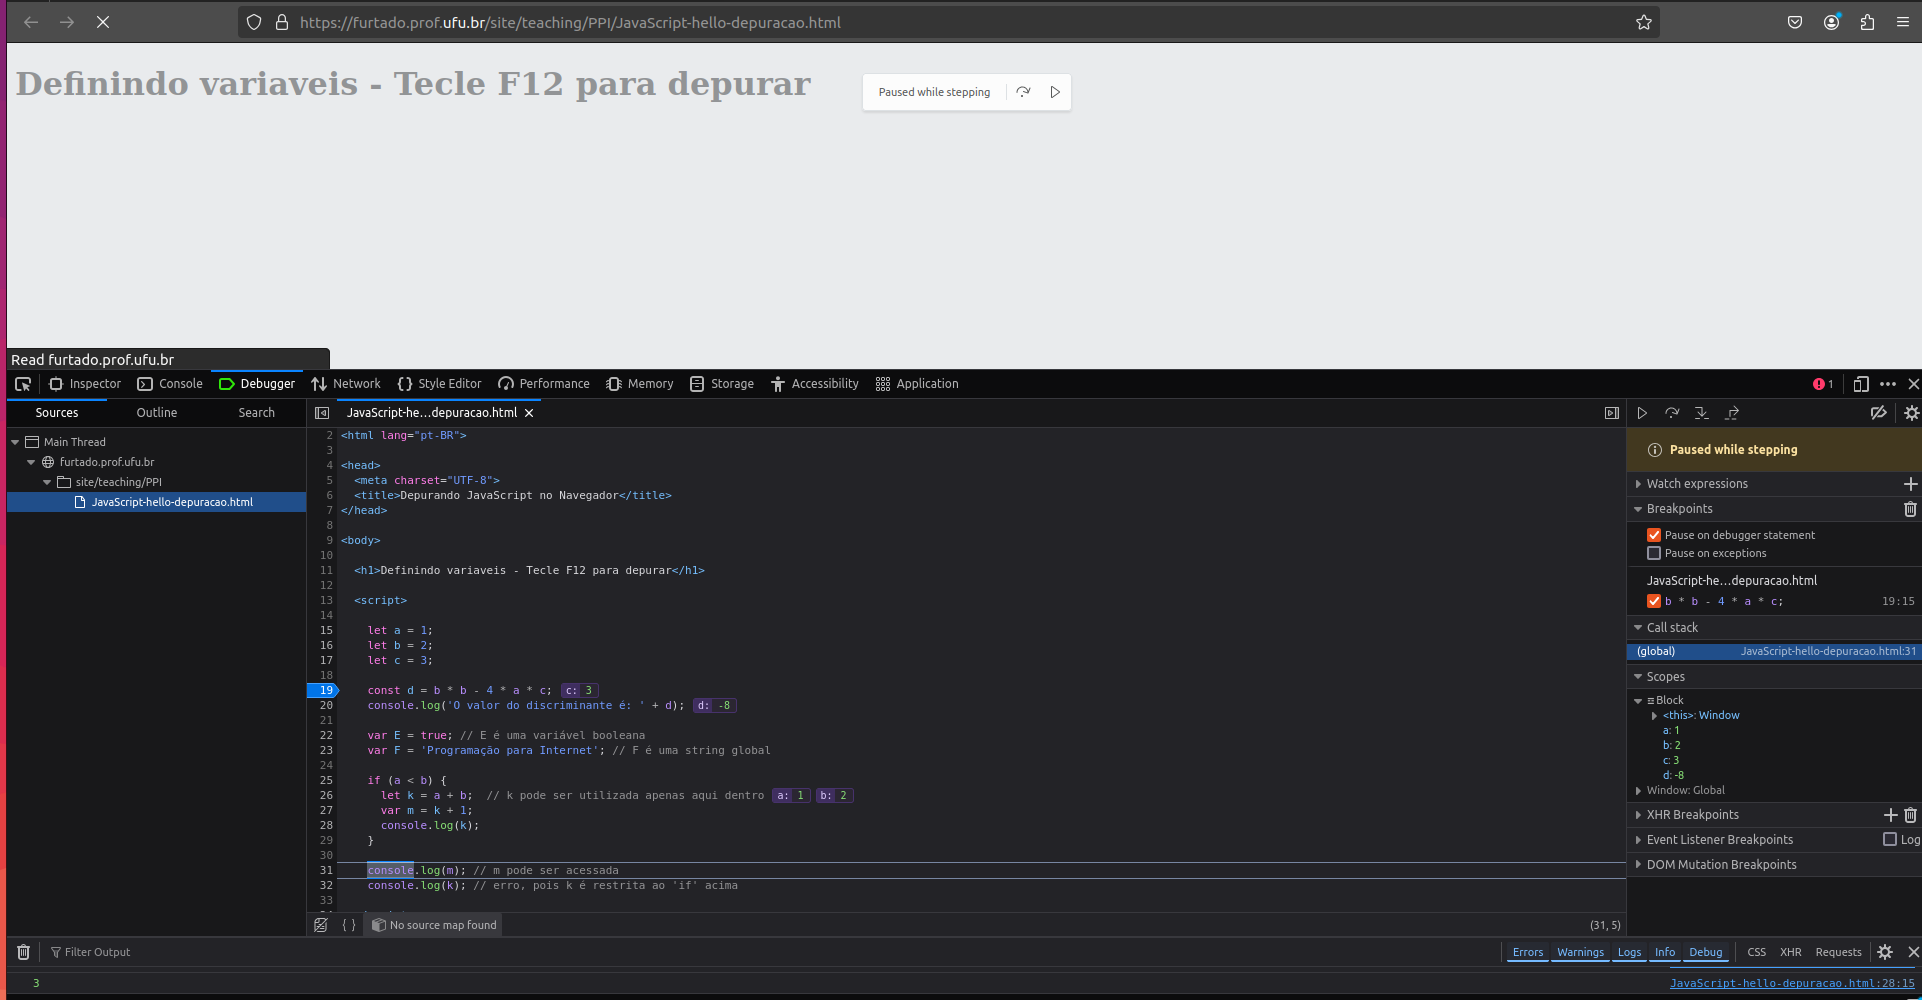 https://furtado.prof.ufu.br/site/teaching/PPI/JavaScript-hello-depuracao.html
Definindo variaveis - Tecle F12 para depurar
Paused while stepping
Read furtado.prof.ufu.br
Inspector Console Debugger Network Style Editor Performance Memory Storage Accessibility Application 1
Sources Outline Search
JavaScript-he…depuracao.html
Main Thread
furtado.prof.ufu.br
site/teaching/PPI
JavaScript-hello-depuracao.html
2 <html lang="pt-BR">
3
4 <head>
5 <meta charset="UTF-8">
6 <title>Depurando JavaScript no Navegador</title>
7 </head>
8
9 <body>
10
11 <h1>Definindo variaveis - Tecle F12 para depurar</h1>
12
13 <script>
14
15 let a = 1;
16 let b = 2;
17 let c = 3;
18
19 const d = b * b - 4 * a * c; c: 3
20 console.log('O valor do discriminante é: ' + d); d: -8
21
22 var E = true; // E é uma variável booleana
23 var F = 'Programação para Internet'; // F é uma string global
24
25 if (a < b) {
26 let k = a + b; // k pode ser utilizada apenas aqui dentro a: 1 b: 2
27 var m = k + 1;
28 console.log(k);
29 }
30
31 console.log(m); // m pode ser acessada
32 console.log(k); // erro, pois k é restrita ao 'if' acima
33
{ } No source map found (31, 5)
Paused while stepping
Watch expressions
Breakpoints
Pause on debugger statement
Pause on exceptions
JavaScript-he…depuracao.html
b * b - 4 * a * c; 19:15
Call stack
(global) JavaScript-hello-depuracao.html:31
Scopes
Block
<this>: Window
a: 1
b: 2
c: 3
d: -8
Window: Global
XHR Breakpoints
Event Listener Breakpoints Log
DOM Mutation Breakpoints
Filter Output Errors Warnings Logs Info Debug CSS XHR Requests
3 JavaScript-hello-depuracao.html:28:15